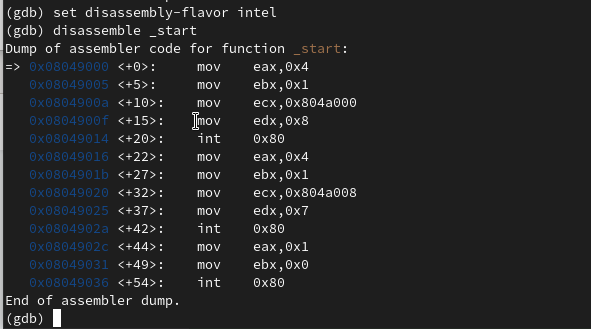 (gdb) set disassembly-flavor intel
(gdb) disassemble _start
Dump of assembler code for function _start:
=> 0x08049000 <+0>:     mov    eax,0x4
   0x08049005 <+5>:     mov    ebx,0x1
   0x0804900a <+10>:    mov    ecx,0x804a000
   0x0804900f <+15>:    mov    edx,0x8
   0x08049014 <+20>:    int    0x80
   0x08049016 <+22>:    mov    eax,0x4
   0x0804901b <+27>:    mov    ebx,0x1
   0x08049020 <+32>:    mov    ecx,0x804a008
   0x08049025 <+37>:    mov    edx,0x7
   0x0804902a <+42>:    int    0x80
   0x0804902c <+44>:    mov    eax,0x1
   0x08049031 <+49>:    mov    ebx,0x0
   0x08049036 <+54>:    int    0x80
End of assembler dump.
(gdb)